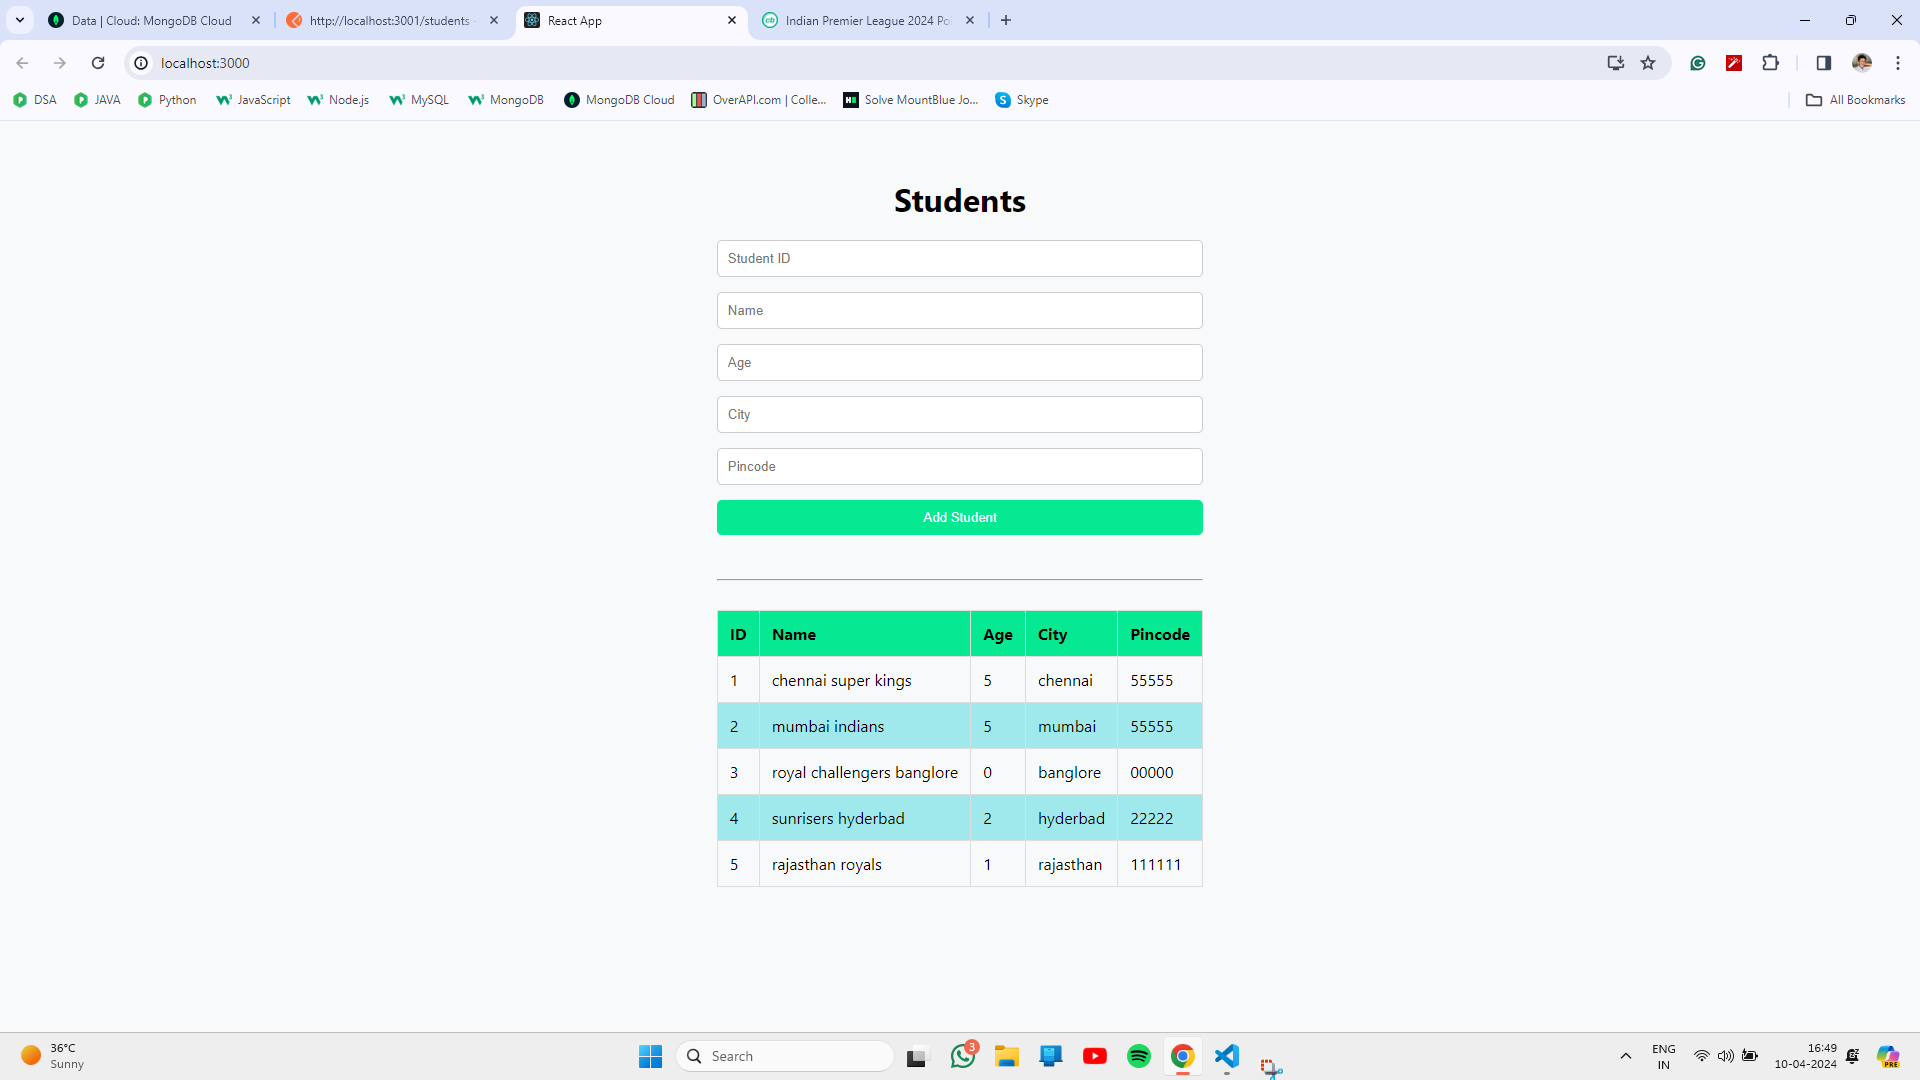 Data | Cloud: MongoDB Cloud
http://localhost:3001/students
React App
Indian Premier League 2024 Po
localhost:3000
DSA
JAVA
Python
JavaScript
Node.js
MySQL
MongoDB
MongoDB Cloud
OverAPI.com | Colle...
Solve MountBlue Jo...
Skype
All Bookmarks
Students
Student ID
Name
Age
City
Pincode
Add Student
ID Name Age City Pincode
1 chennai super kings 5 chennai 55555
2 mumbai indians 5 mumbai 55555
3 royal challengers banglore 0 banglore 00000
4 sunrisers hyderbad 2 hyderbad 22222
5 rajasthan royals 1 rajasthan 111111
36°C
Sunny
Search
3
ENG
IN
16:49
10-04-2024
PRE